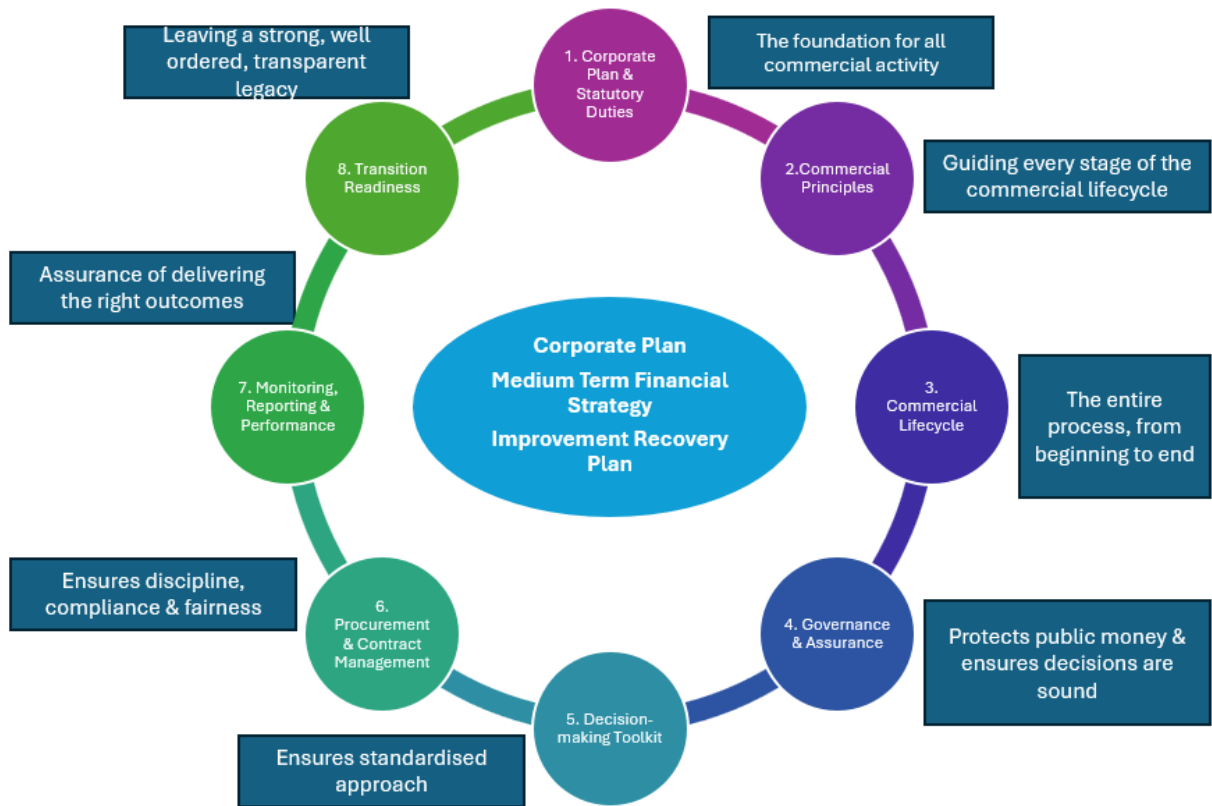 Leaving a strong, well
ordered, transparent
legacy
1. Corporate
Plan &
Statutory
Duties
The foundation for all
commercial activity
8. Transition
Readiness
2.Commercial
Principles
Guiding every stage of the
commercial lifecycle
Assurance of delivering
the right outcomes
Corporate Plan
Medium Term Financial
Strategy
Improvement Recovery
Plan
7. Monitoring,
Reporting &
Performance
3.
Commercial
Lifecycle
The entire
process, from
beginning to end
Ensures discipline,
compliance & fairness
6.
Procurement
& Contract
Management
4. Governance
& Assurance
Protects public money &
ensures decisions are
sound
5. Decision-
making Toolkit
Ensures standardised
approach